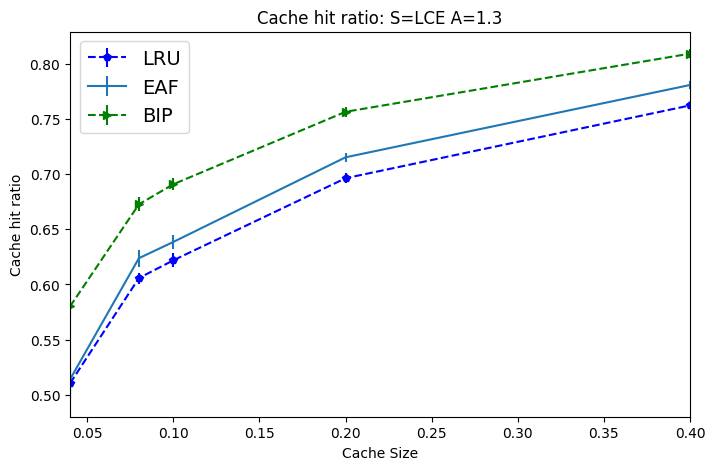 Cache hit ratio: S=LCE A=1.3
LRU
EAF
BIP
Cache hit ratio
0.80
0.75
0.70
0.65
0.60
0.55
0.50
0.05 0.10 0.15 0.20 0.25 0.30 0.35 0.40
Cache Size